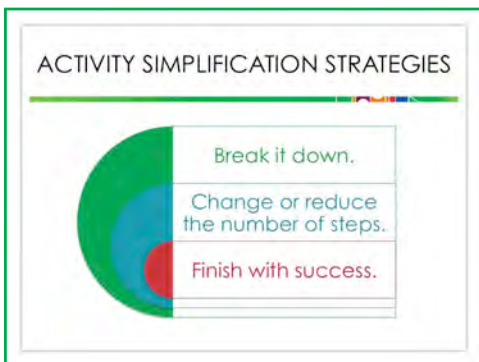 ACTIVITY SIMPLIFICATION STRATEGIES
Break it down.
Change or reduce
the number of steps.
Finish with success.